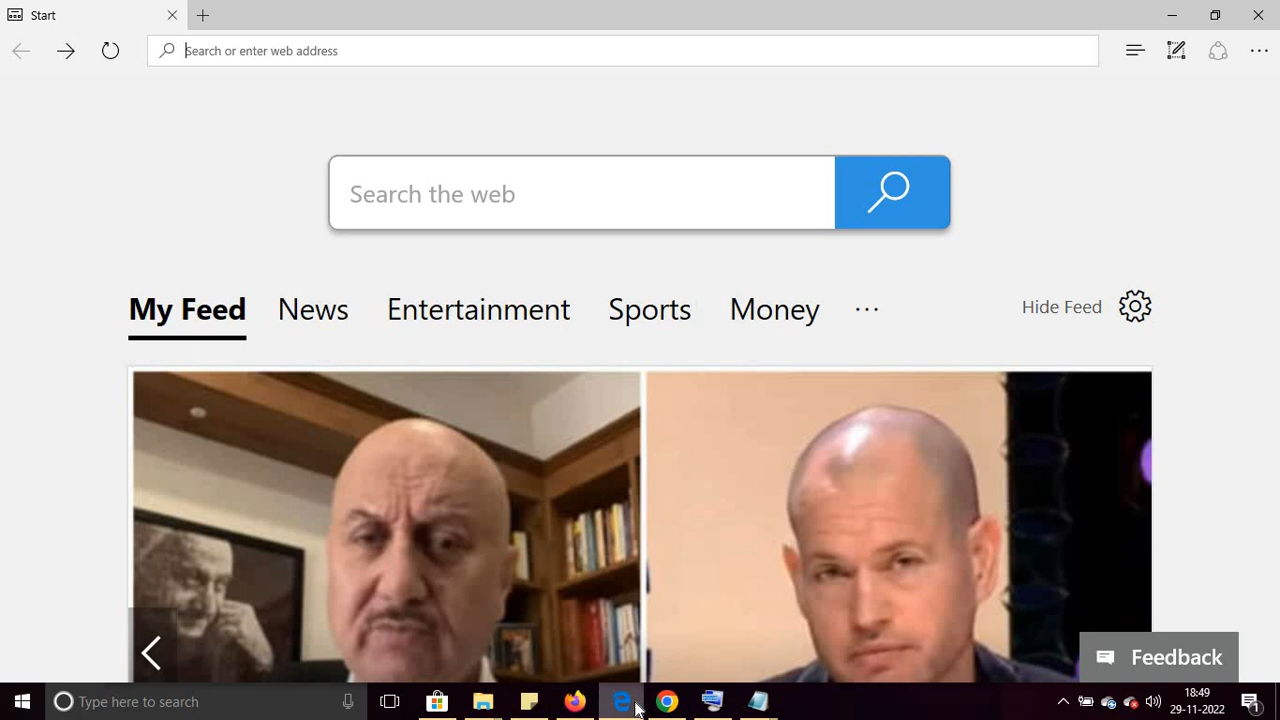 Start
Search or enter web address
Search the web
My Feed News Entertainment Sports Money ... Hide Feed
Feedback
Type here to search
18:49
29-11-2022
1